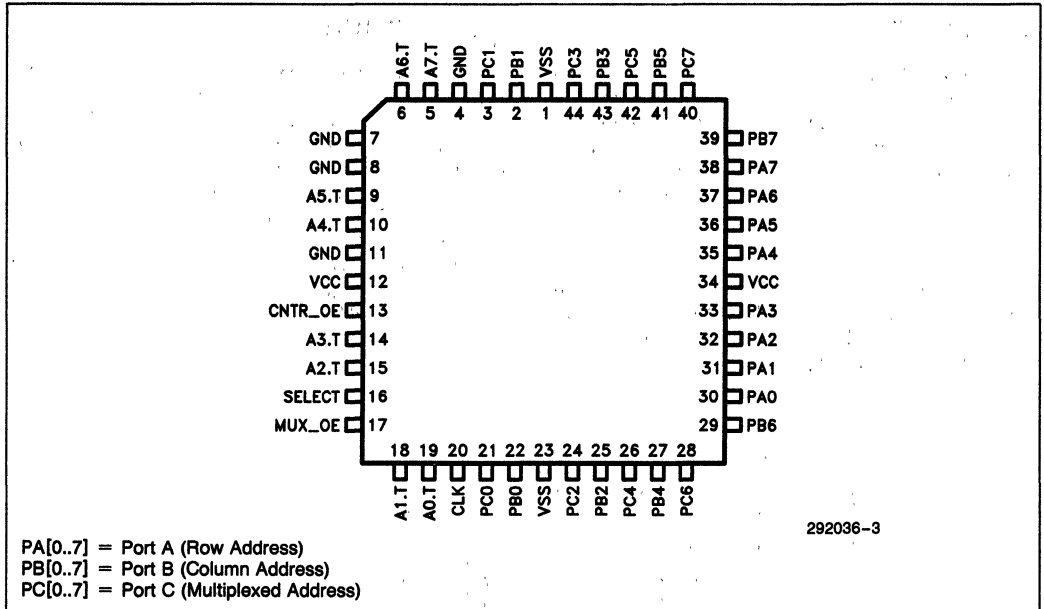 A6.T A7.T GND PC1 PB1 VSS PC3 PB3 PC5 PB5 PC7
6 5 4 3 2 1 44 43 42 41 40
GND 7 39 PB7
GND 8 38 PA7
A5.T 9 37 PA6
A4.T 10 36 PA5
GND 11 35 PA4
VCC 12 34 VCC
CNTR_OE 13 33 PA3
A3.T 14 32 PA2
A2.T 15 31 PA1
SELECT 16 30 PA0
MUX_OE 17 29 PB6
18 19 20 21 22 23 24 25 26 27 28
A1.T A0.T CLK PC0 PB0 VSS PC2 PB2 PC4 PB4 PC6
292036-3
PA[0..7] = Port A (Row Address)
PB[0..7] = Port B (Column Address)
PC[0..7] = Port C (Multiplexed Address)